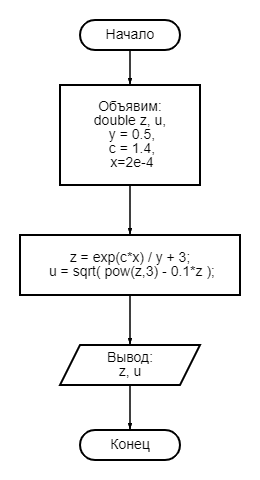 Начало
Объявим:
double z, u,
y = 0.5,
c = 1.4,
x=2e-4
z = exp(c*x) / y + 3;
u = sqrt( pow(z,3) - 0.1*z );
Вывод:
z, u
Конец